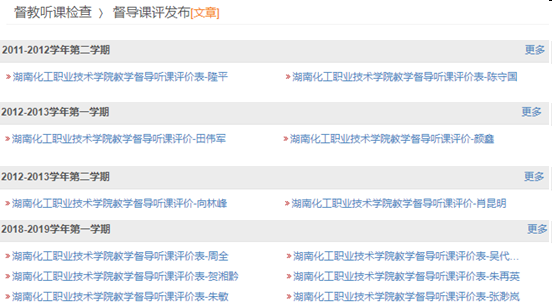 督教听课检查 〉 督导课评发布[文章]
2011-2012学年第二学期 更多
» 湖南化工职业技术学院教学督导听课评价表-隆平 » 湖南化工职业技术学院教学督导听课评价表-陈守国
2012-2013学年第一学期 更多
» 湖南化工职业技术学院教学督导听课评价-田伟军 » 湖南化工职业技术学院教学督导听课评价-颜鑫
2012-2013学年第二学期 更多
» 湖南化工职业技术学院教学督导听课评价-向林峰 » 湖南化工职业技术学院教学督导听课评价-肖昆明
2018-2019学年第一学期 更多
» 湖南化工职业技术学院教学督导听课评价表-周全 » 湖南化工职业技术学院教学督导听课评价表-吴代...
» 湖南化工职业技术学院教学督导听课评价表-贺湘黔 » 湖南化工职业技术学院教学督导听课评价表-朱再英
» 湖南化工职业技术学院教学督导听课评价表-朱敏 » 湖南化工职业技术学院教学督导听课评价表-张渺岚